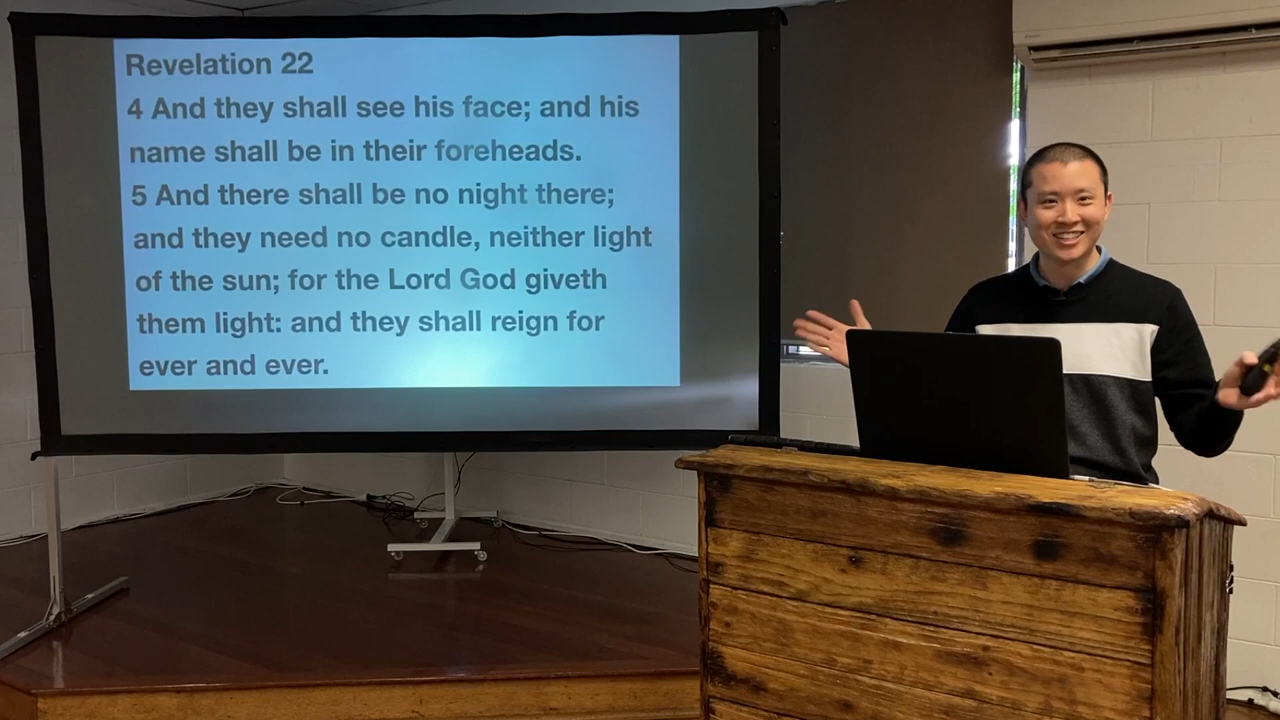 Revelation 22
4 And they shall see his face; and his
name shall be in their foreheads.
5 And there shall be no night there;
and they need no candle, neither light
of the sun; for the Lord God giveth
them light: and they shall reign for
ever and ever.